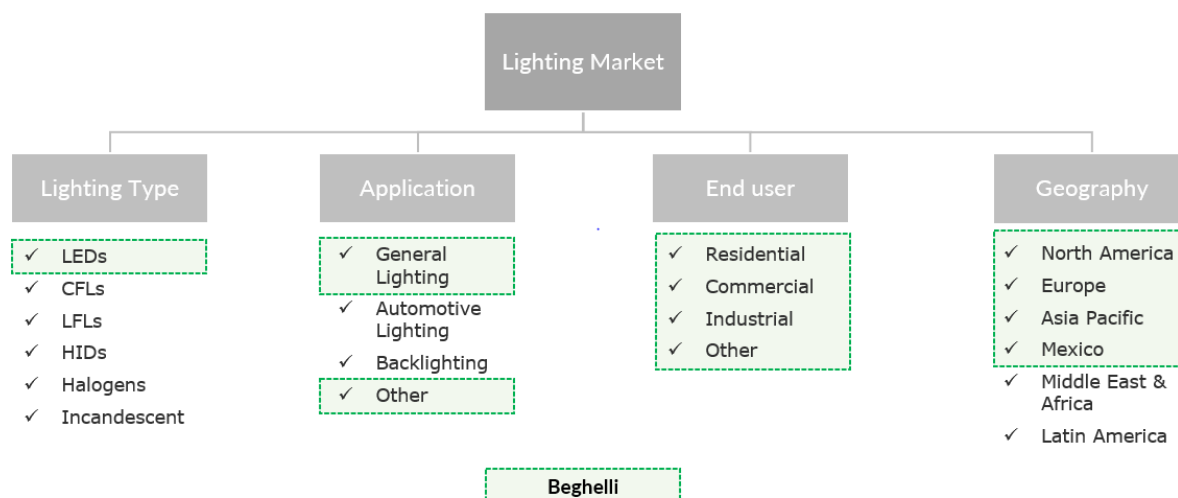 Lighting Market
Lighting Type
Application
End user
Geography
✓ LEDs
✓ CFLs
✓ LFLs
✓ HIDs
✓ Halogens
✓ Incandescent
✓ General
Lighting
✓ Automotive
Lighting
✓ Backlighting
✓ Other
✓ Residential
✓ Commercial
✓ Industrial
✓ Other
✓ North America
✓ Europe
✓ Asia Pacific
✓ Mexico
✓ Middle East &
Africa
✓ Latin America
Beghelli